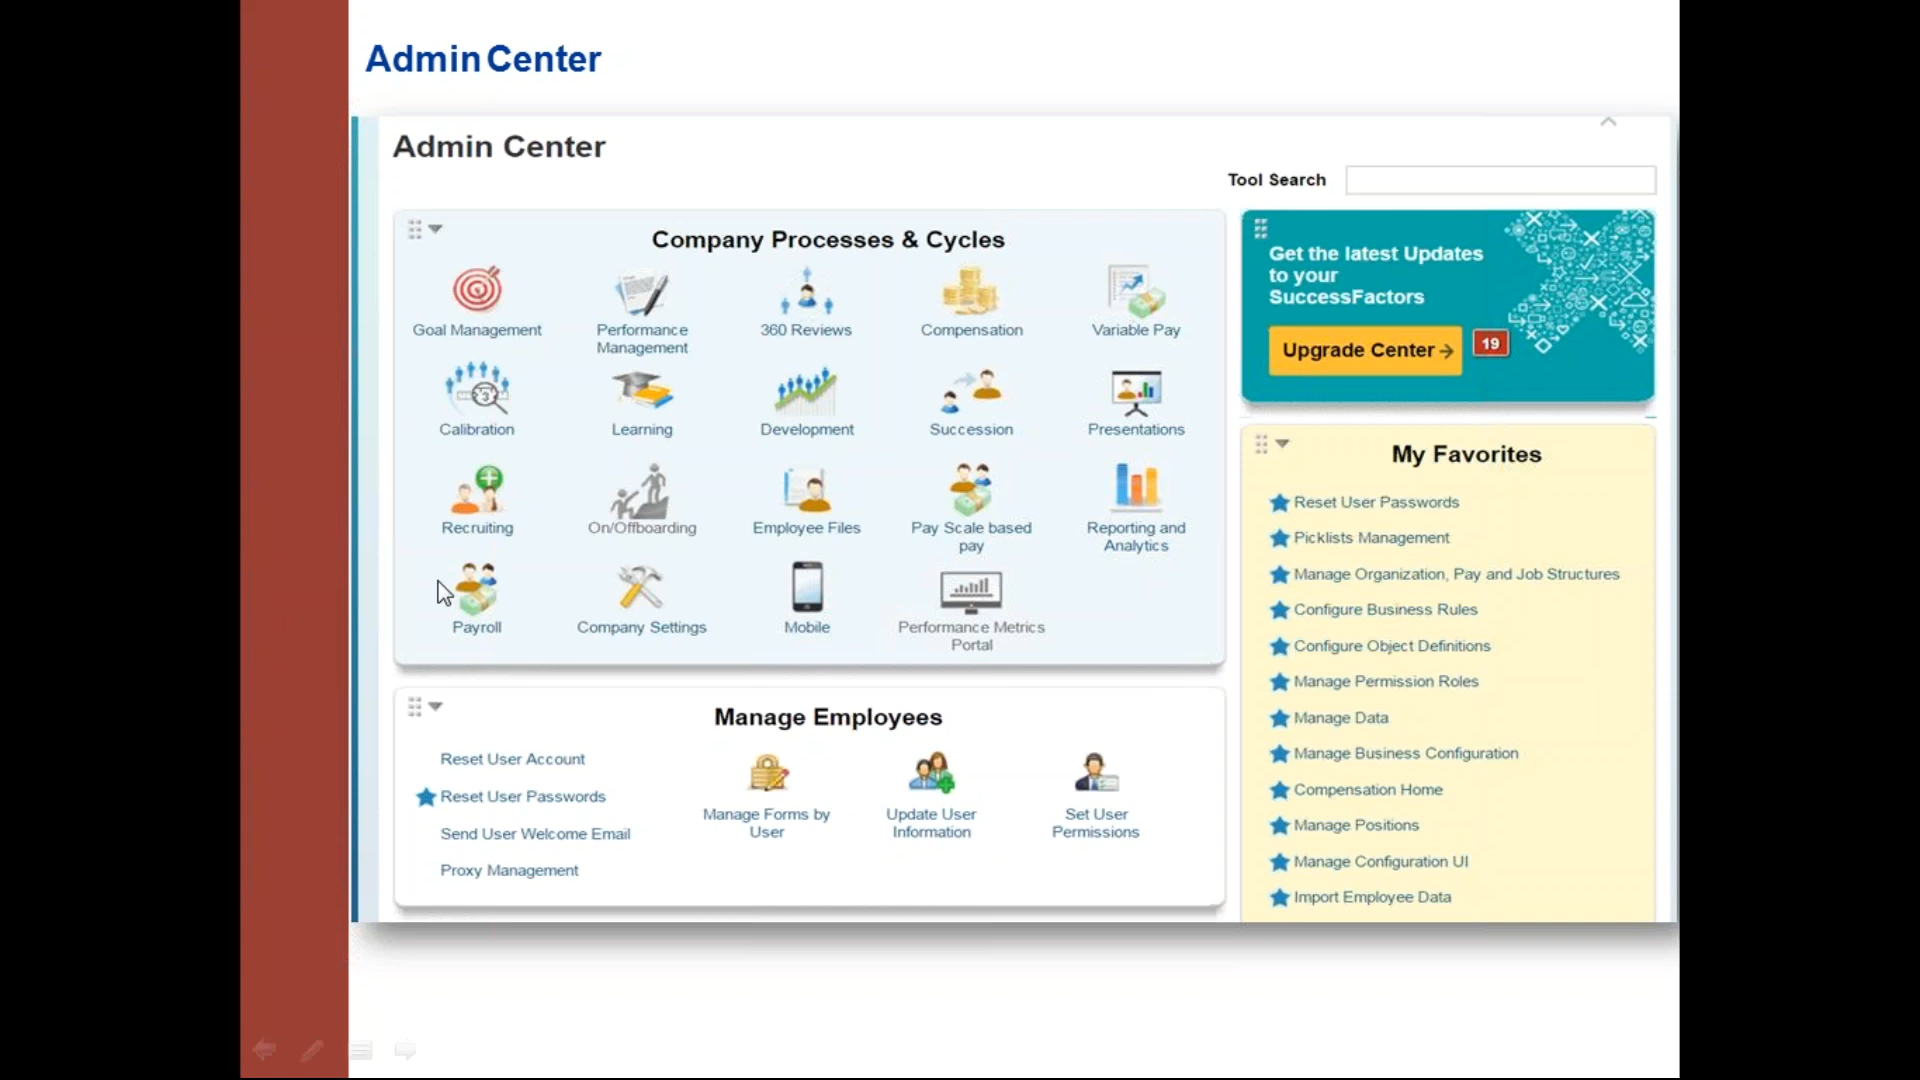 Admin Center
Admin Center
Tool Search
Company Processes & Cycles
Goal Management
Performance
Management
360 Reviews
Compensation
Variable Pay
Calibration
3
Learning
Development
Succession
Presentations
Recruiting
On/Offboarding
Employee Files
Pay Scale based
pay
Reporting and
Analytics
Payroll
Company Settings
Mobile
Performance Metrics
Portal
Manage Employees
Reset User Account
Reset User Passwords
Send User Welcome Email
Proxy Management
Manage Forms by
User
Update User
Information
Set User
Permissions
Get the latest Updates
to your
SuccessFactors
Upgrade Center
19
My Favorites
Reset User Passwords
Picklists Management
Manage Organization, Pay and Job Structures
Configure Business Rules
Configure Object Definitions
Manage Permission Roles
Manage Data
Manage Business Configuration
Compensation Home
Manage Positions
Manage Configuration UI
Import Employee Data